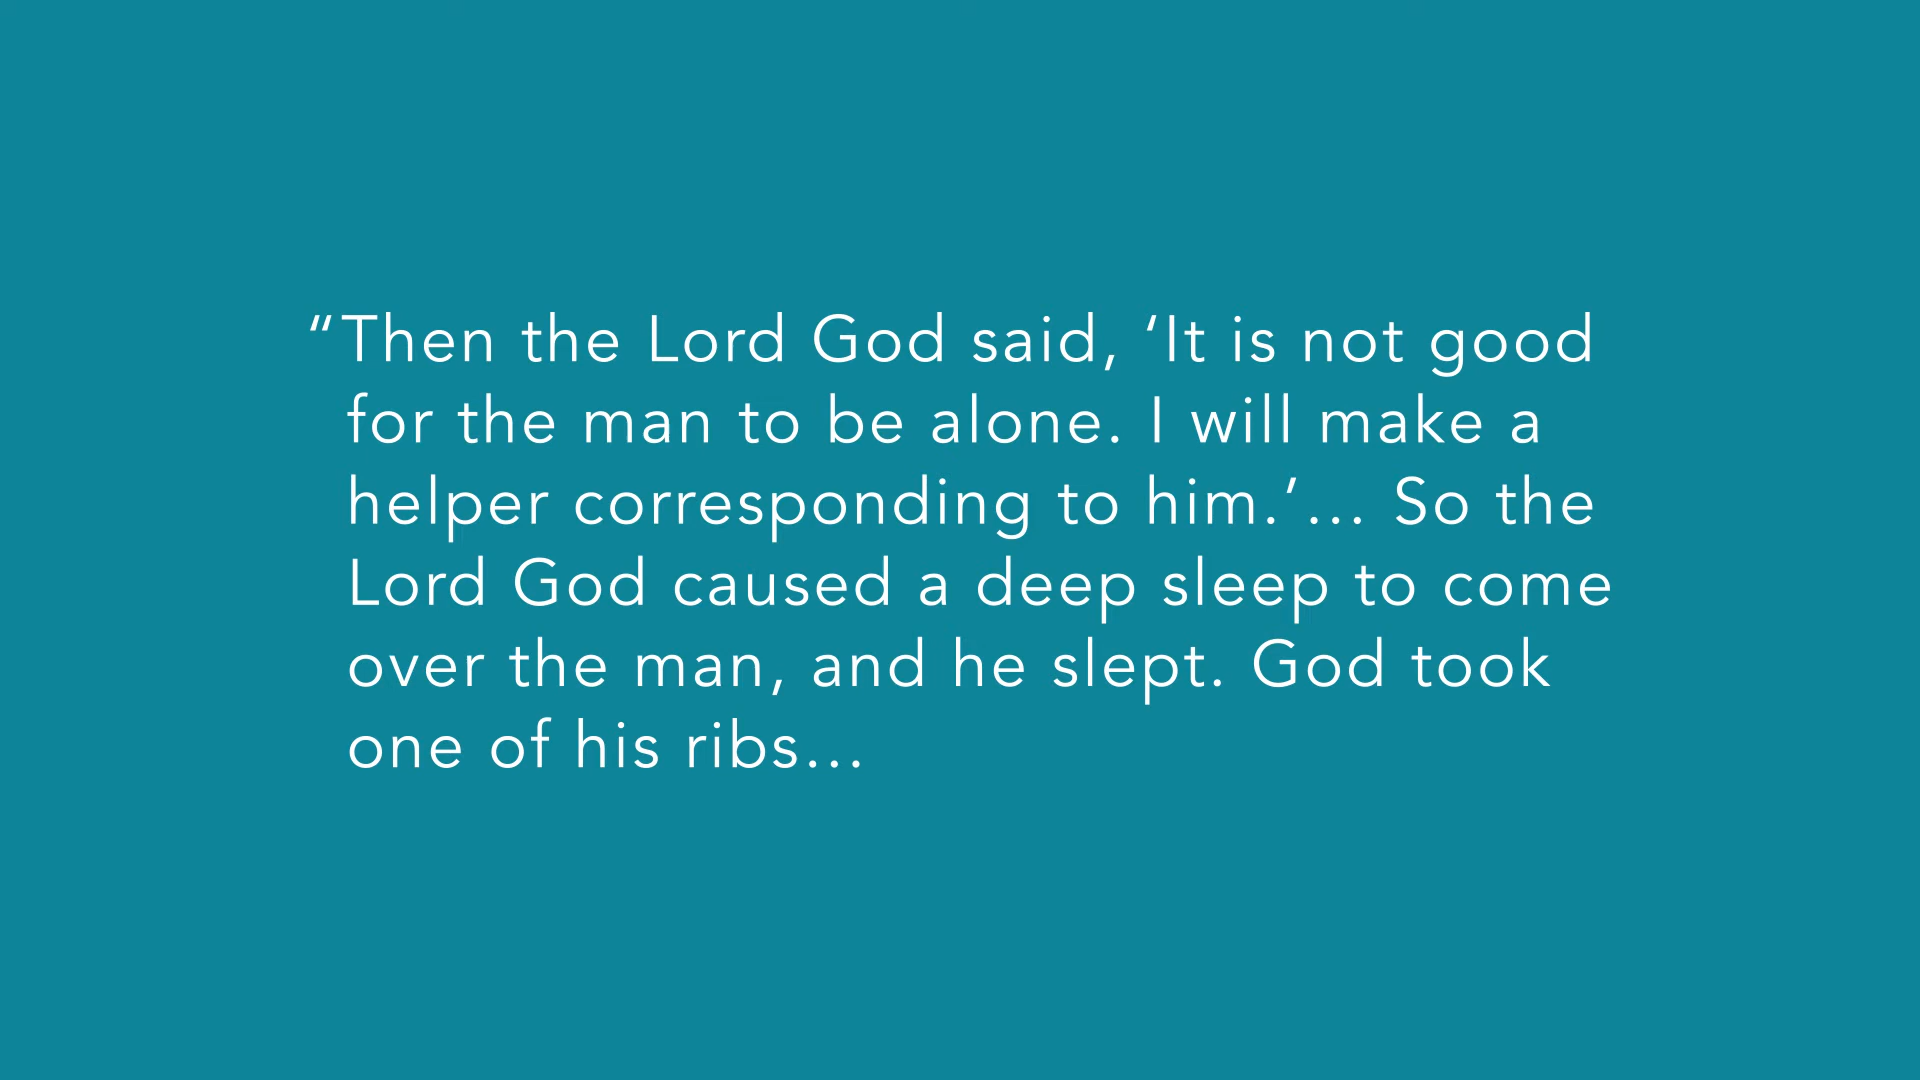 “Then the Lord God said, ‘It is not good
for the man to be alone. I will make a
helper corresponding to him.’... So the
Lord God caused a deep sleep to come
over the man, and he slept. God took
one of his ribs...